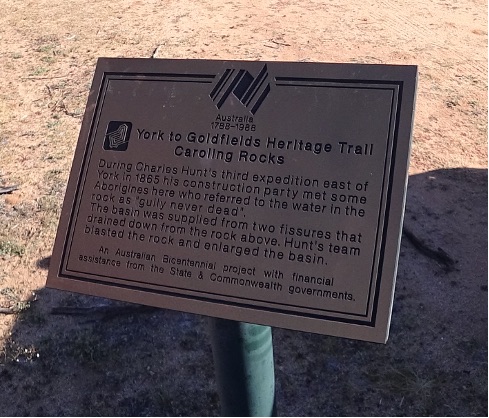 Australia
1788-1988
York to Goldfields Heritage Trail
Caroling Rocks
During Charles Hunt's third expedition east of
York in 1865 his construction party met some
Aborigines here who referred to the water in the
rock as "gully never dead".
The basin was supplied from two fissures that
drained down from the rock above. Hunt's team
blasted the rock and enlarged the basin.
An Australian Bicentennial project with financial
assistance from the State & Commonwealth governments.